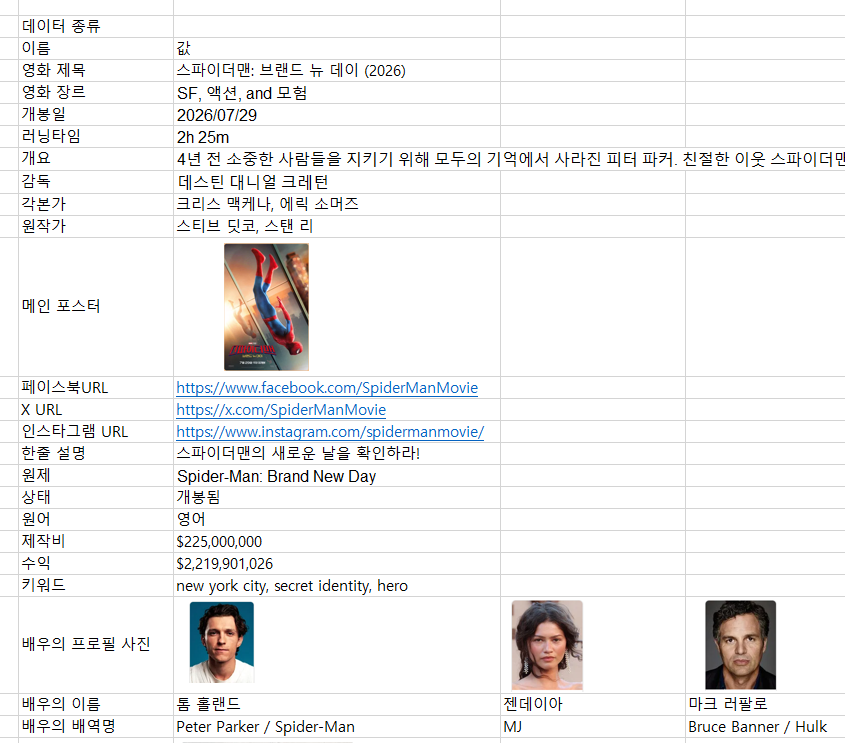 데이터 종류
이름 값
영화 제목 스파이더맨: 브랜드 뉴 데이 (2026)
영화 장르 SF, 액션, and 모험
개봉일 2026/07/29
러닝타임 2h 25m
개요 4년 전 소중한 사람들을 지키기 위해 모두의 기억에서 사라진 피터 파커. 친절한 이웃 스파이더맨
감독 데스틴 대니얼 크레턴
각본가 크리스 맥케나, 에릭 소머즈
원작가 스티브 딧코, 스탠 리
메인 포스터
페이스북URL https://www.facebook.com/SpiderManMovie
X URL https://x.com/SpiderManMovie
인스타그램 URL https://www.instagram.com/spidermanmovie/
한줄 설명 스파이더맨의 새로운 날을 확인하라!
원제 Spider-Man: Brand New Day
상태 개봉됨
원어 영어
제작비 $225,000,000
수익 $2,219,901,026
키워드 new york city, secret identity, hero
배우의 프로필 사진
배우의 이름 톰 홀랜드 젠데이아 마크 러팔로
배우의 배역명 Peter Parker / Spider-Man MJ Bruce Banner / Hulk